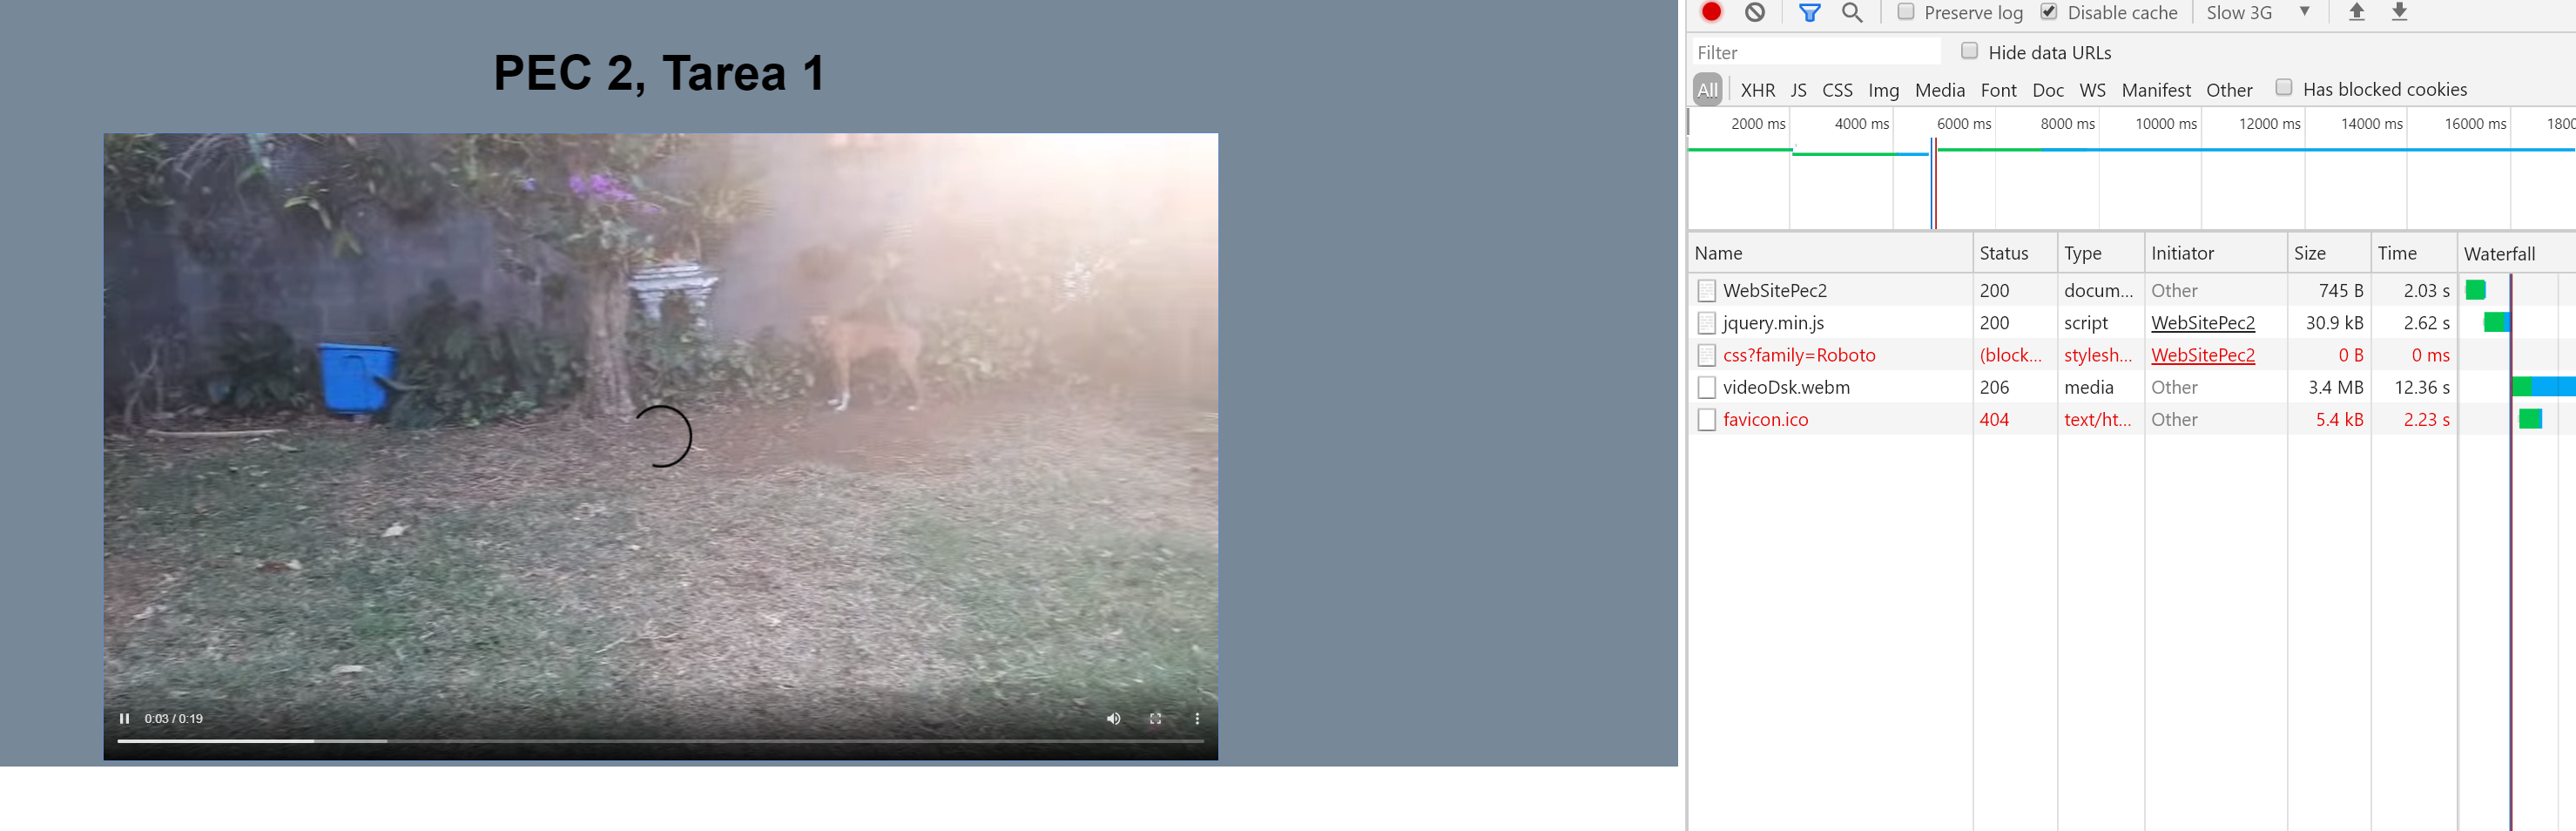 PEC 2, Tarea 1
0:03 / 0:19
Preserve log Disable cache Slow 3G
Filter Hide data URLs
All XHR JS CSS Img Media Font Doc WS Manifest Other Has blocked cookies
2000 ms 4000 ms 6000 ms 8000 ms 10000 ms 12000 ms 14000 ms 16000 ms 1800
Name Status Type Initiator Size Time Waterfall
WebSitePec2 200 docum... Other 745 B 2.03 s
jquery.min.js 200 script WebSitePec2 30.9 kB 2.62 s
css?family=Roboto (block... stylesh... WebSitePec2 0 B 0 ms
videoDsk.webm 206 media Other 3.4 MB 12.36 s
favicon.ico 404 text/ht... Other 5.4 kB 2.23 s